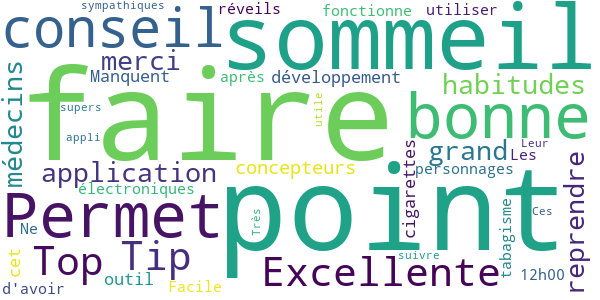 sympathiques
conseil
sommeil
réveils
fonctionne
utiliser
merci
Manquent
après
développement
habitudes
faire
médecins
supers
utile
bonne
appli
cigarettes
grand
Leur
Les
application
concepteurs
personnages
reprendre
électroniques
Permet
point
Ne
Très
tabagisme
Ces
Top
Tip
cet
outil
Excellente
suivre
12h00
d'avoir
Facile